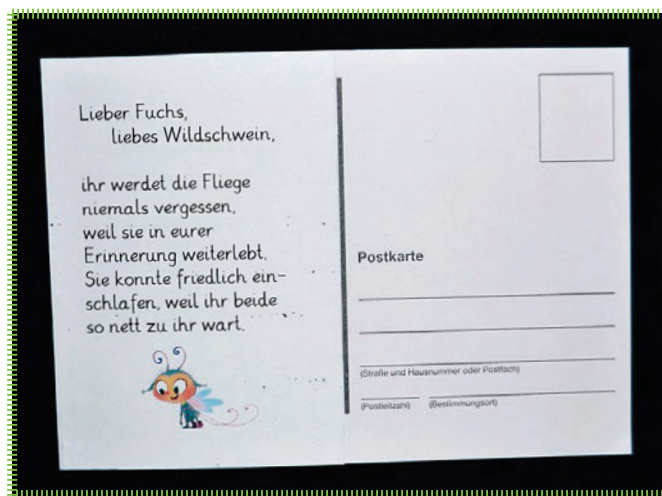 Lieber Fuchs,
liebes Wildschwein,
ihr werdet die Fliege
niemals vergessen,
weil sie in eurer
Erinnerung weiterlebt.
Sie konnte friedlich ein-
schlafen, weil ihr beide
so nett zu ihr wart.
Postkarte
(Straße und Hausnummer oder Postfach)
(Postleitzahl) (Bestimmungsort)